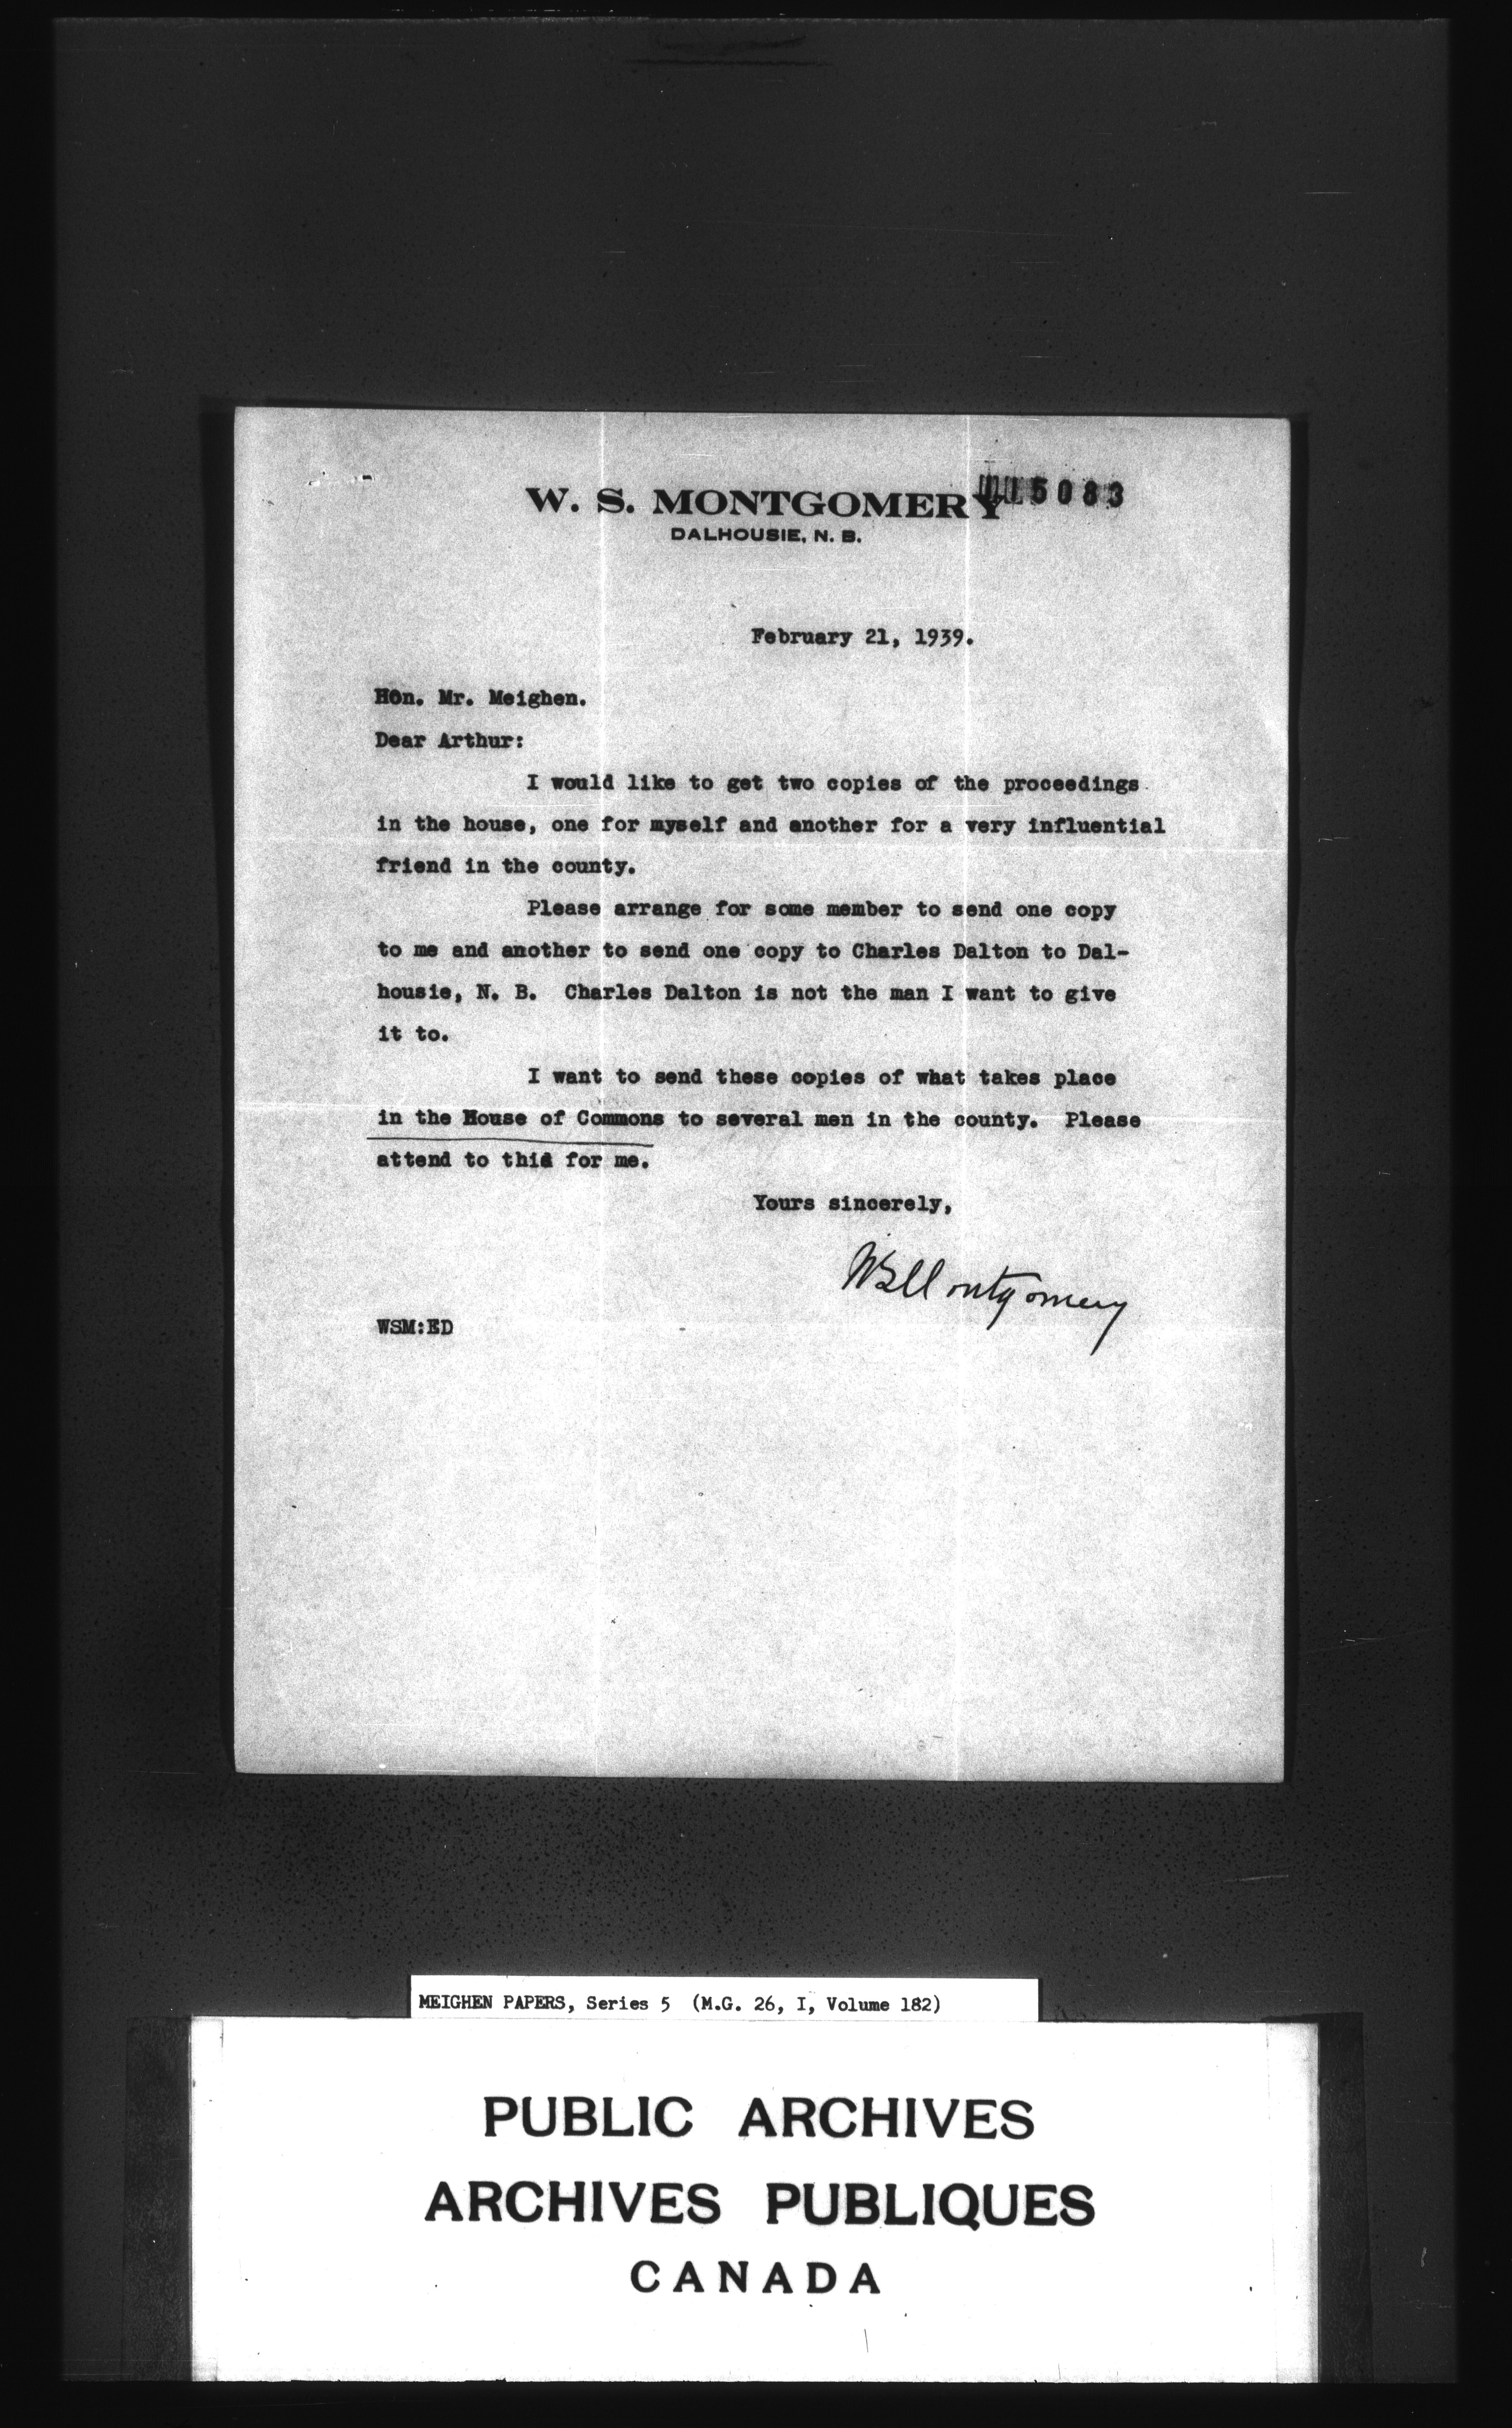 W. S. MONTGOMERY
5083
DALHOUSIE, N. B.
February 21, 1939.
Hon. Mr. Meighen.
Dear Arthur:
I would like to get two copies of the proceedings
in the house, one for myself and another for a very influential
friend in the county.
Please arrange for some member to send one copy
to me and another to send one copy to Charles Dalton to Dal-
housie, N. B. Charles Dalton is not the man I want to give
it to.
I want to send these copies of what takes place
in the House of Commons to several men in the county. Please
attend to this for me.
Yours sincerely,
WSMontgomery
WSM:ED
MEIGHEN PAPERS, Series 5 (M.G. 26, I, Volume 182)
PUBLIC ARCHIVES
ARCHIVES PUBLIQUES
CANADA